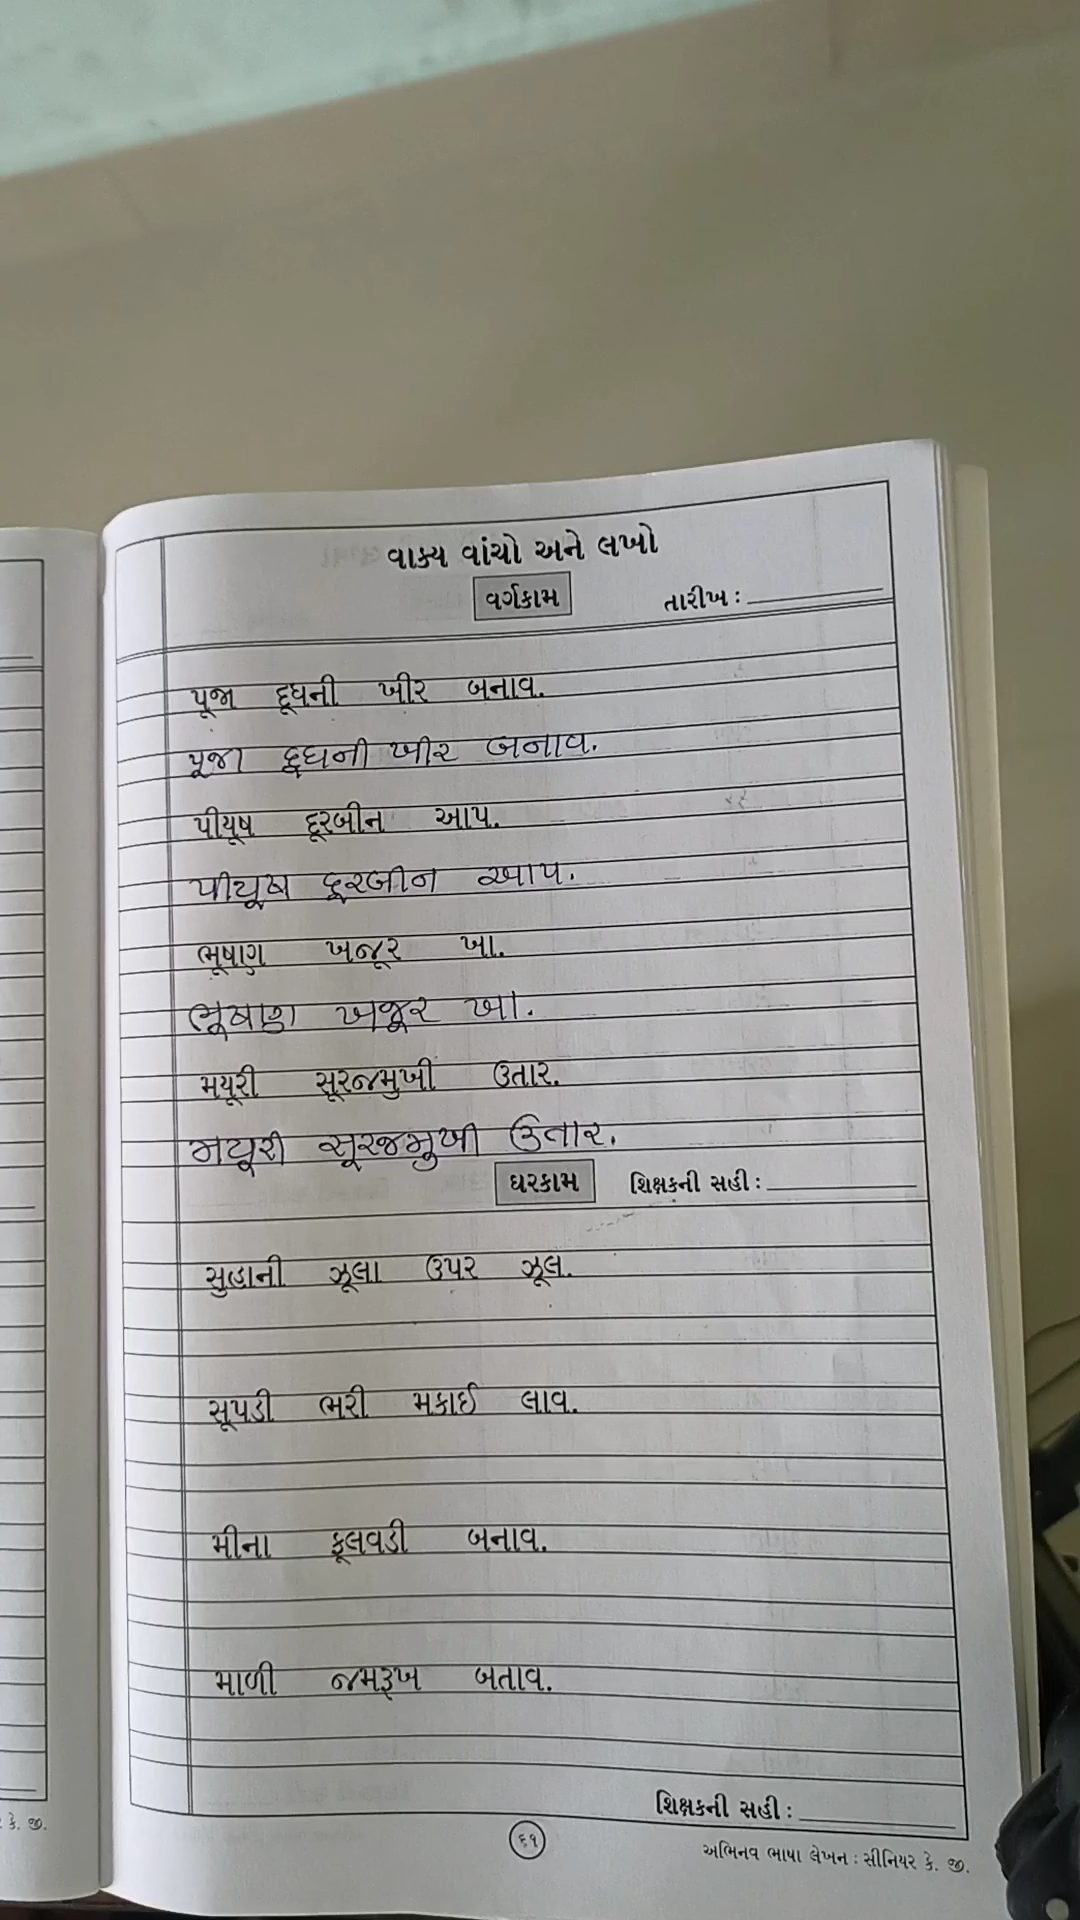 વાક્ય વાંચો અને લખો
વર્ગકામ તારીખ :
પૂજા દૂધની ખીર બનાવ.
પૂજા દૂધની ખીર બનાવ.
પીયૂષ દૂરબીન આપ.
પીયૂષ દૂરબીન આપ.
ભૂષણ ખજૂર ખા.
ભૂષણ ખજૂર ખા.
મયૂરી સૂરજમુખી ઉતાર.
મયૂરી સૂરજમુખી ઉતાર.
ઘરકામ શિક્ષકની સહી :
સુહાની ઝૂલા ઉપર ઝૂલ.
સૂપડી ભરી મકાઈ લાવ.
મીના ફૂલવડી બનાવ.
માળી જમરૂખ બતાવ.
શિક્ષકની સહી :
૬૧
અભિનવ ભાષા લેખન : સીનિયર કે. જી.
કે. જી.